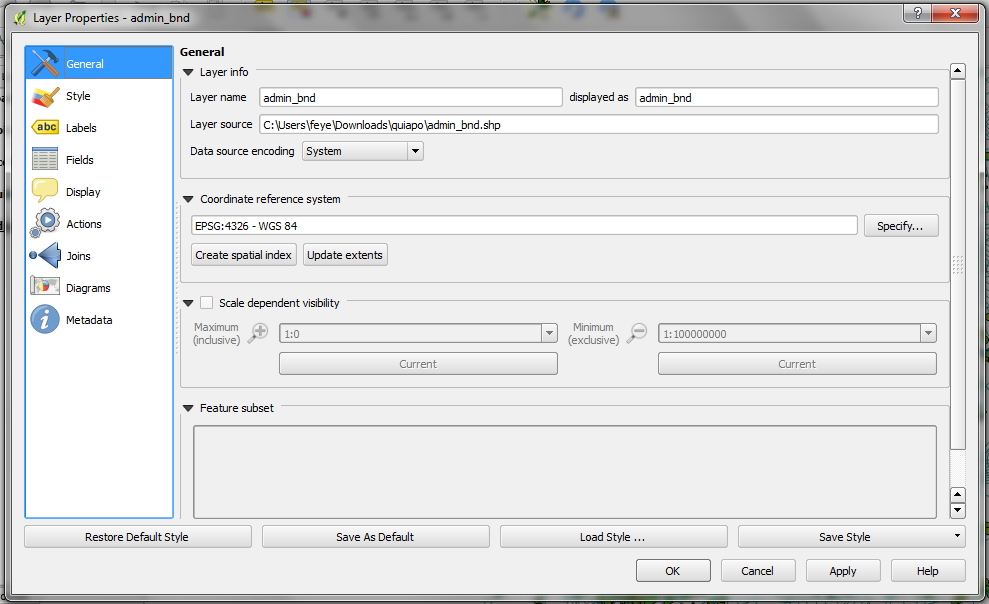 Layer Properties - admin_bnd
General
Style
Labels
Fields
Display
Actions
Joins
Diagrams
Metadata
General
Layer info
Layer name admin_bnd displayed as admin_bnd
Layer source C:\Users\feye\Downloads\quiapo\admin_bnd.shp
Data source encoding System
Coordinate reference system
EPSG:4326 - WGS 84 Specify...
Create spatial index Update extents
Scale dependent visibility
Maximum (inclusive) 1:0 Minimum (exclusive) 1:100000000
Current Current
Feature subset
Restore Default Style Save As Default Load Style ... Save Style
OK Cancel Apply Help